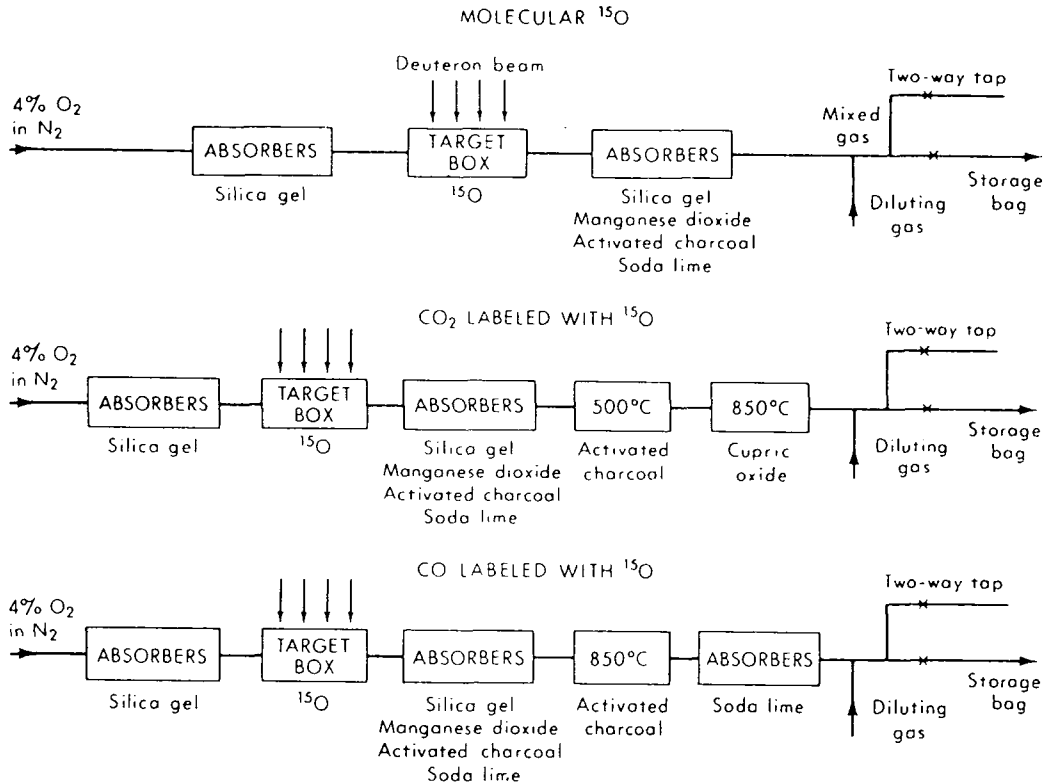 MOLECULAR ¹⁵O
Deuteron beam
Two-way tap
4% O₂
in N₂
Mixed
gas
ABSORBERS
TARGET
BOX
ABSORBERS
Silica gel
¹⁵O
Silica gel
Manganese dioxide
Activated charcoal
Soda lime
Diluting
gas
Storage
bag
CO₂ LABELED WITH ¹⁵O
Two-way tap
4% O₂
in N₂
ABSORBERS
TARGET
BOX
ABSORBERS
500°C
850°C
Silica gel
¹⁵O
Silica gel
Manganese dioxide
Activated charcoal
Soda lime
Activated
charcoal
Cupric
oxide
Diluting
gas
Storage
bag
CO LABELED WITH ¹⁵O
Two-way tap
4% O₂
in N₂
ABSORBERS
TARGET
BOX
ABSORBERS
850°C
ABSORBERS
Silica gel
¹⁵O
Silica gel
Manganese dioxide
Activated charcoal
Soda lime
Activated
charcoal
Soda lime
Diluting
gas
Storage
bag